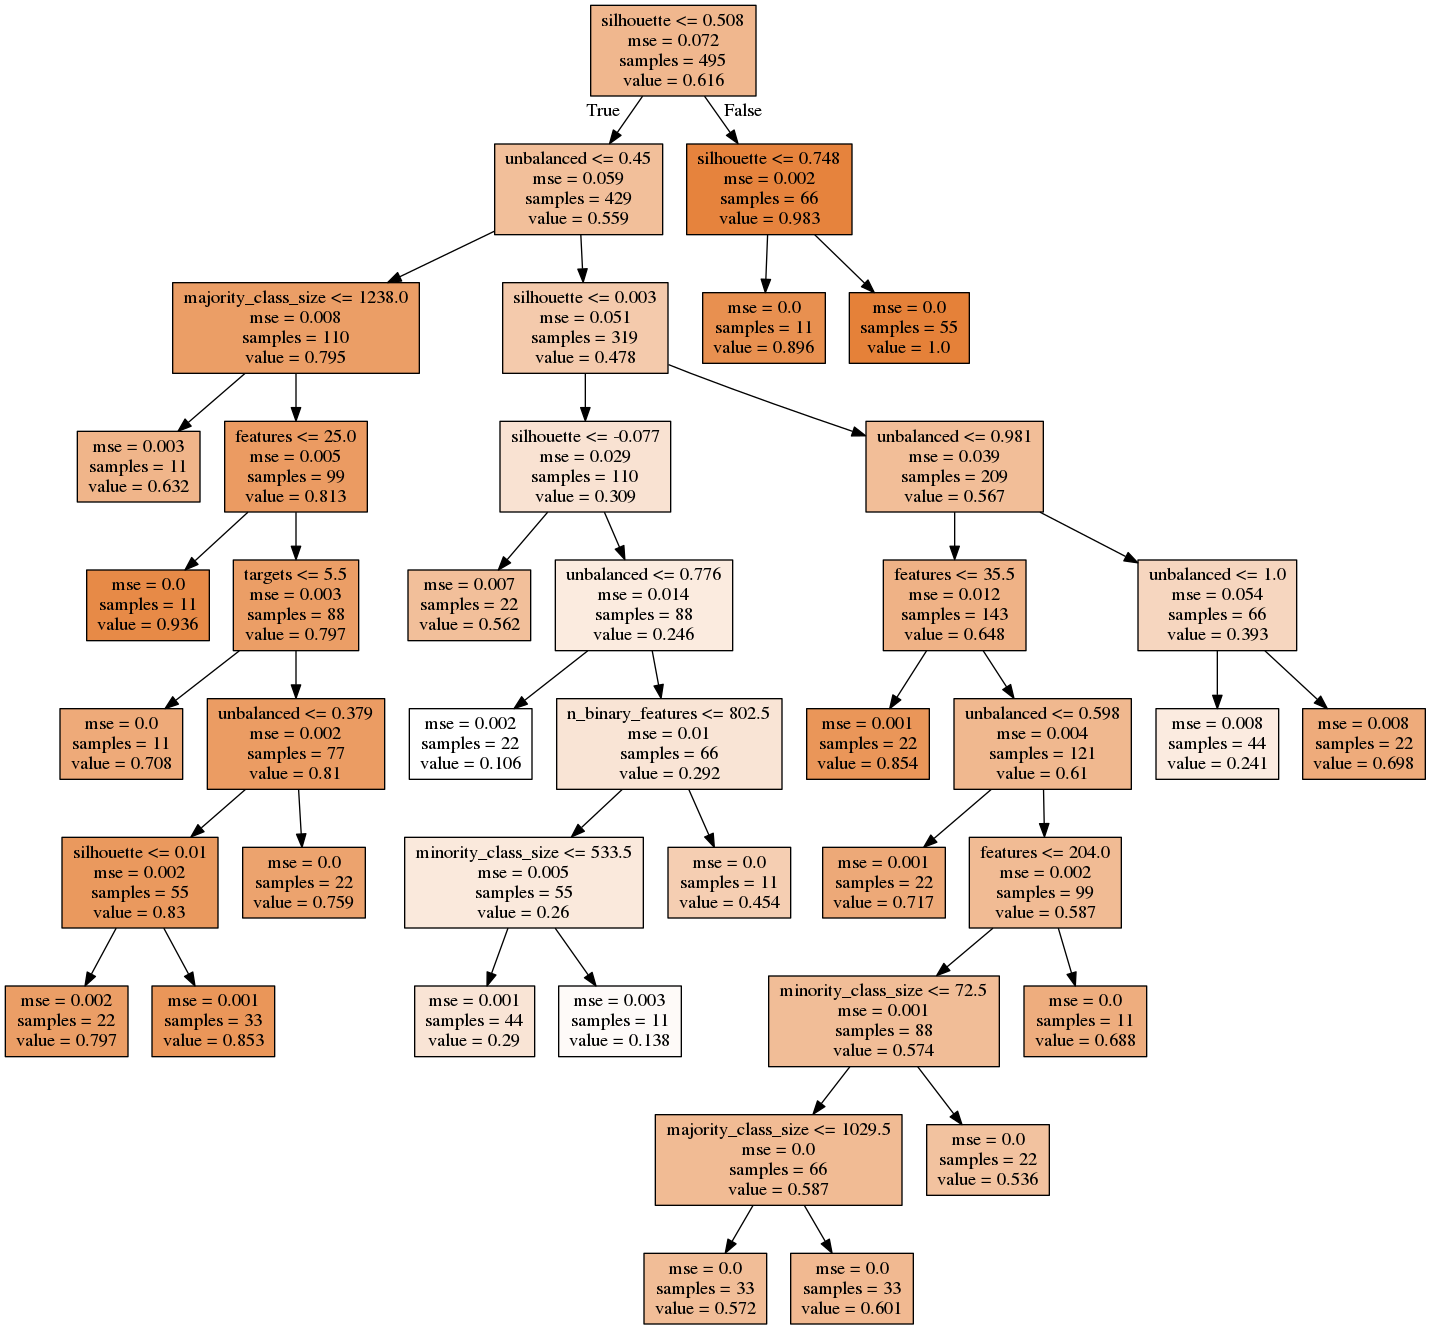 silhouette <= 0.508
mse = 0.072
samples = 495
value = 0.616
True
False
unbalanced <= 0.45
mse = 0.059
samples = 429
value = 0.559
silhouette <= 0.748
mse = 0.002
samples = 66
value = 0.983
majority_class_size <= 1238.0
mse = 0.008
samples = 110
value = 0.795
silhouette <= 0.003
mse = 0.051
samples = 319
value = 0.478
mse = 0.0
samples = 11
value = 0.896
mse = 0.0
samples = 55
value = 1.0
mse = 0.003
samples = 11
value = 0.632
features <= 25.0
mse = 0.005
samples = 99
value = 0.813
silhouette <= -0.077
mse = 0.029
samples = 110
value = 0.309
unbalanced <= 0.981
mse = 0.039
samples = 209
value = 0.567
mse = 0.0
samples = 11
value = 0.936
targets <= 5.5
mse = 0.003
samples = 88
value = 0.797
mse = 0.007
samples = 22
value = 0.562
unbalanced <= 0.776
mse = 0.014
samples = 88
value = 0.246
features <= 35.5
mse = 0.012
samples = 143
value = 0.648
unbalanced <= 1.0
mse = 0.054
samples = 66
value = 0.393
mse = 0.0
samples = 11
value = 0.708
unbalanced <= 0.379
mse = 0.002
samples = 77
value = 0.81
mse = 0.002
samples = 22
value = 0.106
n_binary_features <= 802.5
mse = 0.01
samples = 66
value = 0.292
mse = 0.001
samples = 22
value = 0.854
unbalanced <= 0.598
mse = 0.004
samples = 121
value = 0.61
mse = 0.008
samples = 44
value = 0.241
mse = 0.008
samples = 22
value = 0.698
silhouette <= 0.01
mse = 0.002
samples = 55
value = 0.83
mse = 0.0
samples = 22
value = 0.759
minority_class_size <= 533.5
mse = 0.005
samples = 55
value = 0.26
mse = 0.0
samples = 11
value = 0.454
mse = 0.001
samples = 22
value = 0.717
features <= 204.0
mse = 0.002
samples = 99
value = 0.587
mse = 0.002
samples = 22
value = 0.797
mse = 0.001
samples = 33
value = 0.853
mse = 0.001
samples = 44
value = 0.29
mse = 0.003
samples = 11
value = 0.138
minority_class_size <= 72.5
mse = 0.001
samples = 88
value = 0.574
mse = 0.0
samples = 11
value = 0.688
majority_class_size <= 1029.5
mse = 0.0
samples = 66
value = 0.587
mse = 0.0
samples = 22
value = 0.536
mse = 0.0
samples = 33
value = 0.572
mse = 0.0
samples = 33
value = 0.601